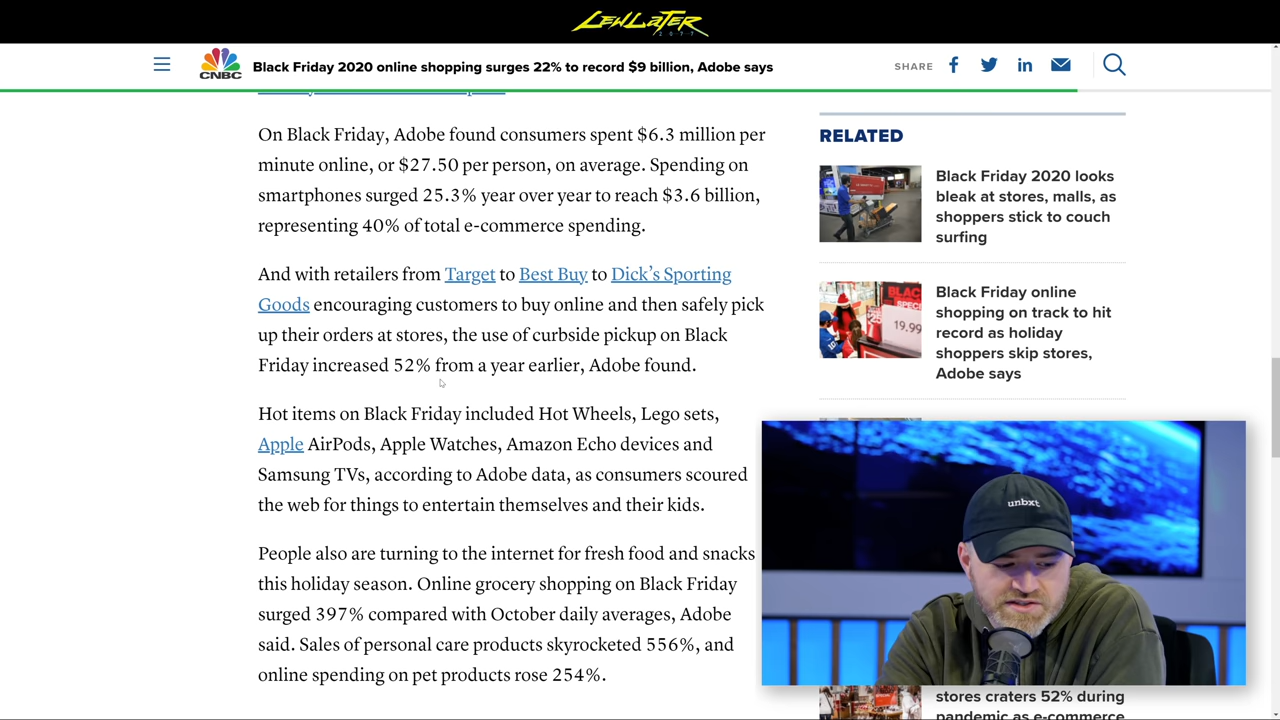 LEWLATER
2077
CNBC
Black Friday 2020 online shopping surges 22% to record $9 billion, Adobe says
SHARE
On Black Friday, Adobe found consumers spent $6.3 million per
minute online, or $27.50 per person, on average. Spending on
smartphones surged 25.3% year over year to reach $3.6 billion,
representing 40% of total e-commerce spending.
And with retailers from Target to Best Buy to Dick’s Sporting
Goods encouraging customers to buy online and then safely pick
up their orders at stores, the use of curbside pickup on Black
Friday increased 52% from a year earlier, Adobe found.
Hot items on Black Friday included Hot Wheels, Lego sets,
Apple AirPods, Apple Watches, Amazon Echo devices and
Samsung TVs, according to Adobe data, as consumers scoured
the web for things to entertain themselves and their kids.
People also are turning to the internet for fresh food and snacks
this holiday season. Online grocery shopping on Black Friday
surged 397% compared with October daily averages, Adobe
said. Sales of personal care products skyrocketed 556%, and
online spending on pet products rose 254%.
RELATED
Black Friday 2020 looks
bleak at stores, malls, as
shoppers stick to couch
surfing
19.99
Black Friday online
shopping on track to hit
record as holiday
shoppers skip stores,
Adobe says
unbxt
stores craters 52% during
pandemic as e-commerce